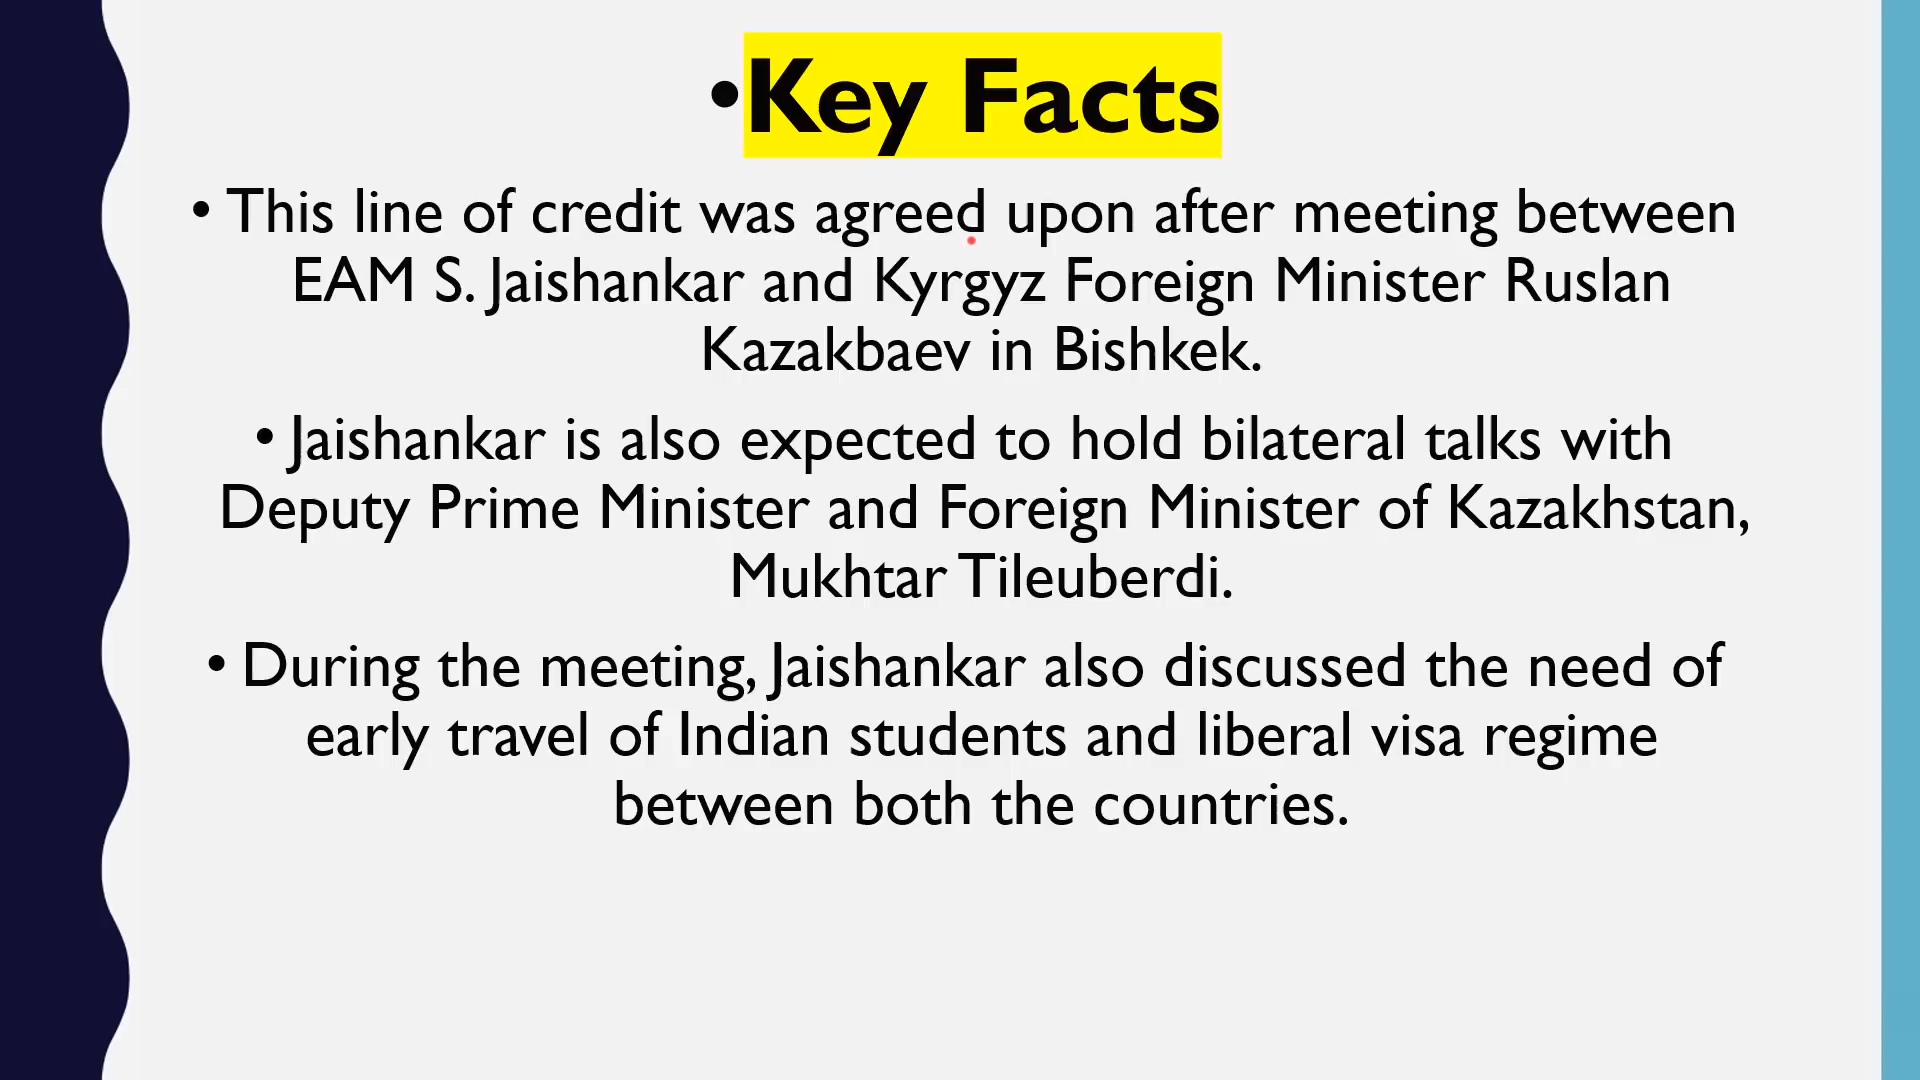 •Key Facts
• This line of credit was agreed upon after meeting between
EAM S. Jaishankar and Kyrgyz Foreign Minister Ruslan
Kazakbaev in Bishkek.
• Jaishankar is also expected to hold bilateral talks with
Deputy Prime Minister and Foreign Minister of Kazakhstan,
Mukhtar Tileuberdi.
• During the meeting, Jaishankar also discussed the need of
early travel of Indian students and liberal visa regime
between both the countries.